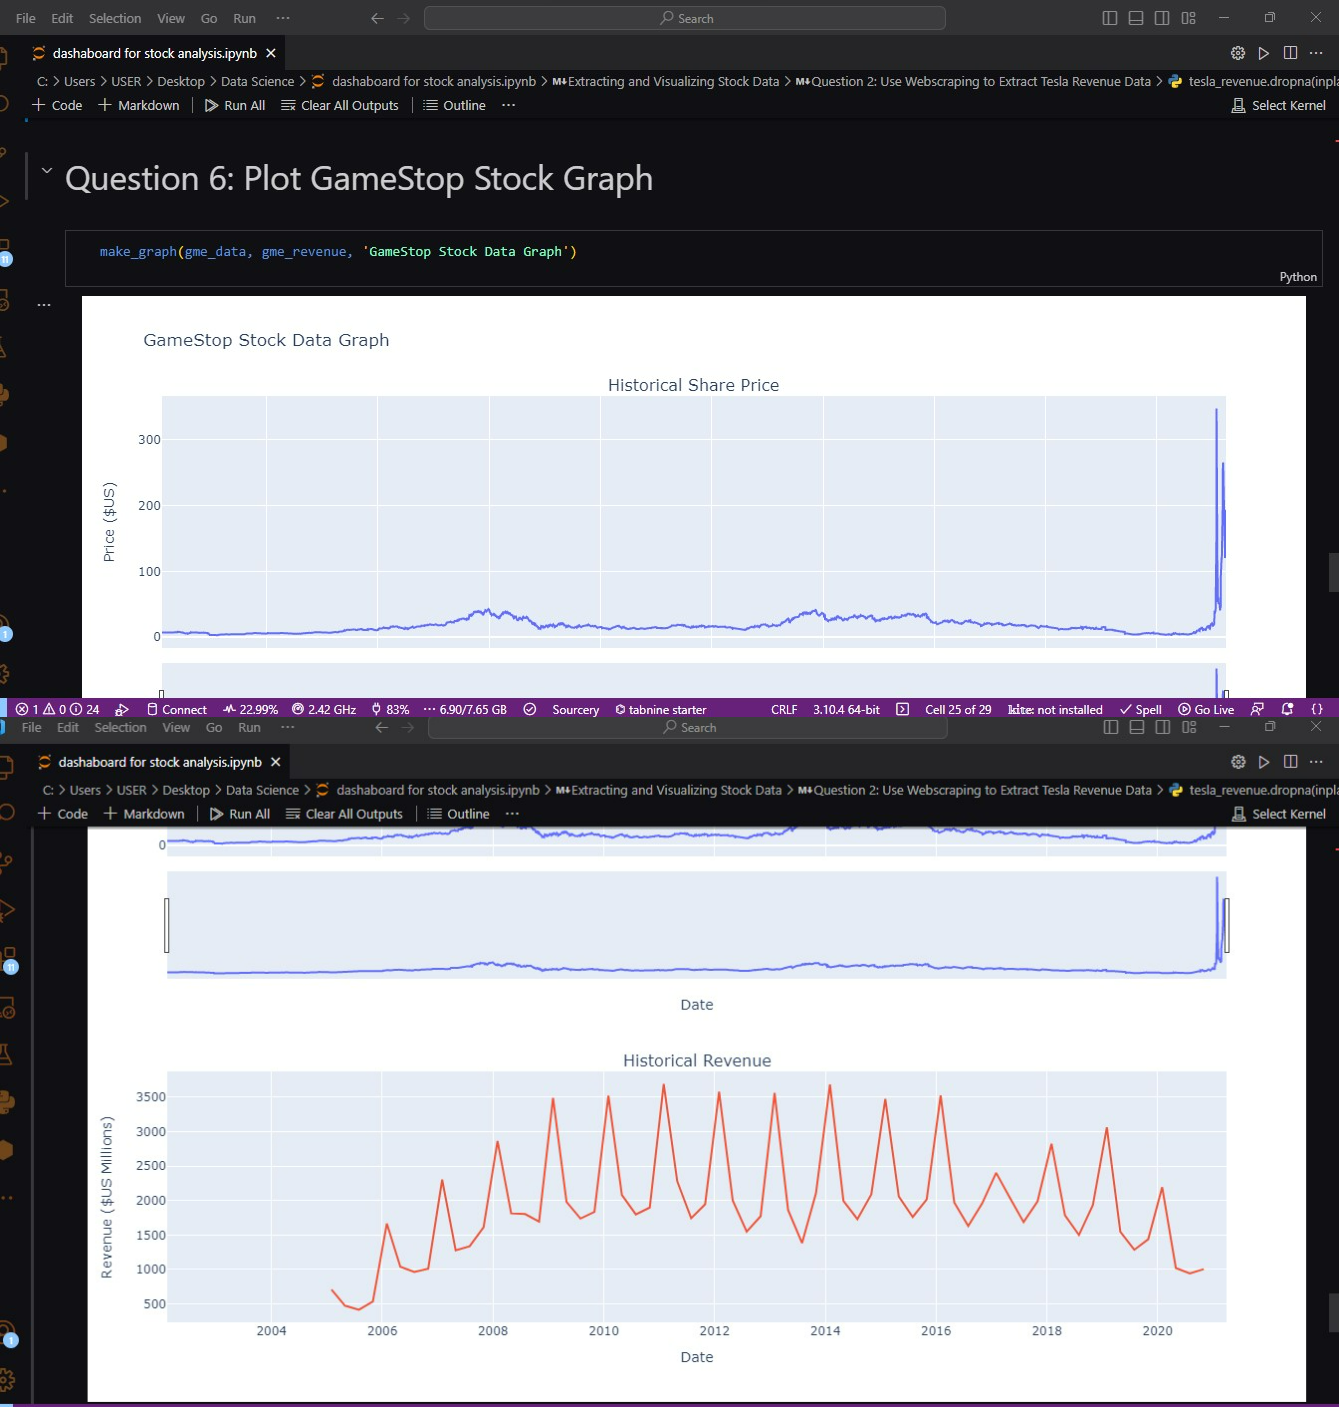 File Edit Selection View Go Run ··· Search
dashaboard for stock analysis.ipynb
C: > Users > USER > Desktop > Data Science > dashaboard for stock analysis.ipynb > M↓Extracting and Visualizing Stock Data > M↓Question 2: Use Webscraping to Extract Tesla Revenue Data > tesla_revenue.dropna(inpla
+ Code + Markdown Run All Clear All Outputs Outline ··· Select Kernel
Question 6: Plot GameStop Stock Graph
make_graph(gme_data, gme_revenue, 'GameStop Stock Data Graph')
Python
11
GameStop Stock Data Graph
Historical Share Price
300
200
Price ($US)
100
0
1
1 0 24 Connect 22.99% 2.42 GHz 83% ··· 6.90/7.65 GB Sourcery tabnine starter CRLF 3.10.4 64-bit Cell 25 of 29 kite: not installed Spell Go Live {}
File Edit Selection View Go Run ··· Search
dashaboard for stock analysis.ipynb
C: > Users > USER > Desktop > Data Science > dashaboard for stock analysis.ipynb > M↓Extracting and Visualizing Stock Data > M↓Question 2: Use Webscraping to Extract Tesla Revenue Data > tesla_revenue.dropna(inpla
+ Code + Markdown Run All Clear All Outputs Outline ··· Select Kernel
0
11
Date
Historical Revenue
3500
3000
2500
2000
1500
1000
500
Revenue ($US Millions)
2004 2006 2008 2010 2012 2014 2016 2018 2020
Date
1